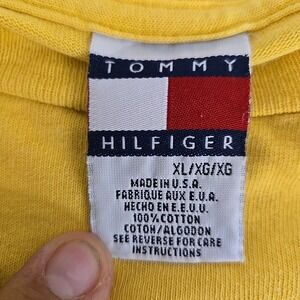 TOMMY
HILFIGER
XL/XG/XG
MADE IN U.S.A.
FABRIQUE AUX E.U.A.
HECHO EN E.E.U.U.
100% COTTON
COTON/ALGODON
SEE REVERSE FOR CARE
INSTRUCTIONS